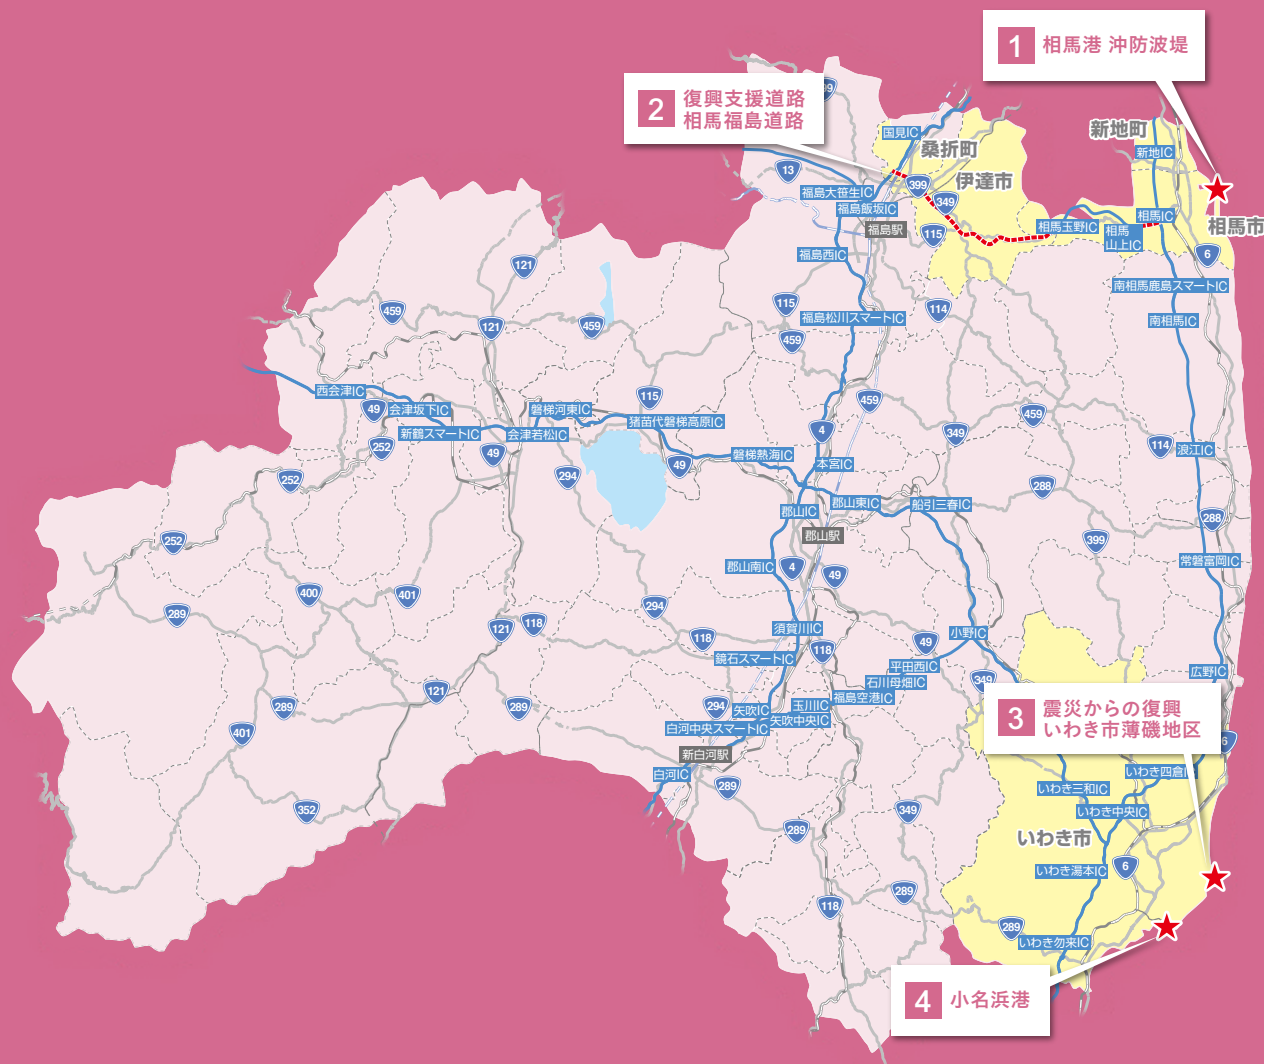 1
相馬港 沖防波堤
2
復興支援道路
相馬福島道路
国見IC
新地町
桑折町
新地IC
13
399
伊達市
福島大笹生IC
349
福島飯坂IC
相馬IC
相馬玉野IC
相馬市
福島駅
115
相馬
山上IC
福島西IC
6
121
南相馬鹿島スマートIC
115
459
114
福島松川スマートIC
南相馬IC
121
459
459
西会津IC
115
459
49
会津坂下IC
磐梯河東IC
459
猪苗代磐梯高原IC
新鶴スマートIC
会津若松IC
4
349
252
114
浪江IC
49
磐梯熱海IC
49
本宮IC
294
252
288
郡山IC
郡山東IC
船引三春IC
288
252
郡山駅
399
常磐富岡IC
郡山南IC
4
49
400
401
294
289
118
121
須賀川IC
小野IC
118
49
118
鏡石スマートIC
平田西IC
広野IC
石川母畑IC
349
121
福島空港IC
289
289
294
矢吹IC
玉川IC
3
震災からの復興
いわき市薄磯地区
矢吹中央IC
白河中央スマートIC
401
6
新白河駅
白河IC
いわき四倉IC
289
いわき三和IC
352
349
いわき中央IC
289
いわき市
6
いわき湯本IC
289
118
289
いわき勿来IC
4
小名浜港